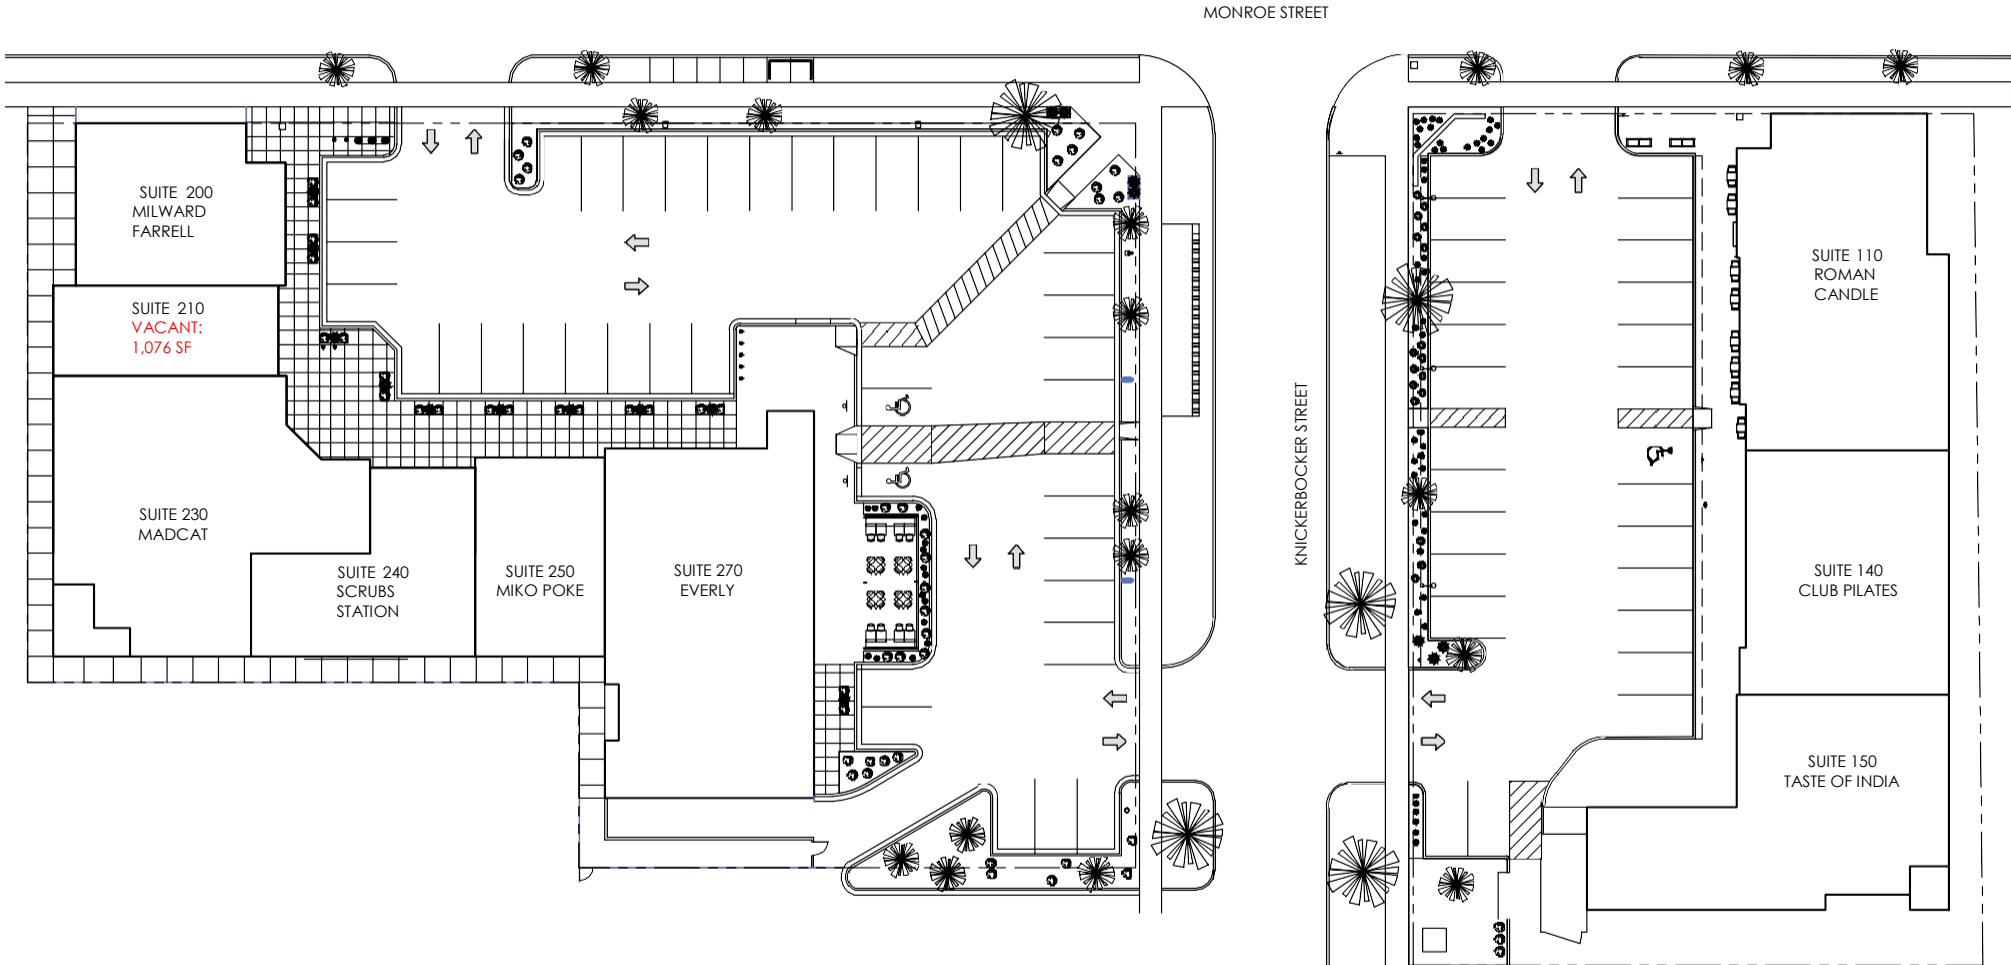 MONROE STREET
SUITE 200
MILWARD
FARRELL
SUITE 210
VACANT:
1,076 SF
SUITE 230
MADCAT
SUITE 240
SCRUBS
STATION
SUITE 250
MIKO POKE
SUITE 270
EVERLY
KNICKERBOCKER STREET
SUITE 110
ROMAN
CANDLE
SUITE 140
CLUB PILATES
SUITE 150
TASTE OF INDIA